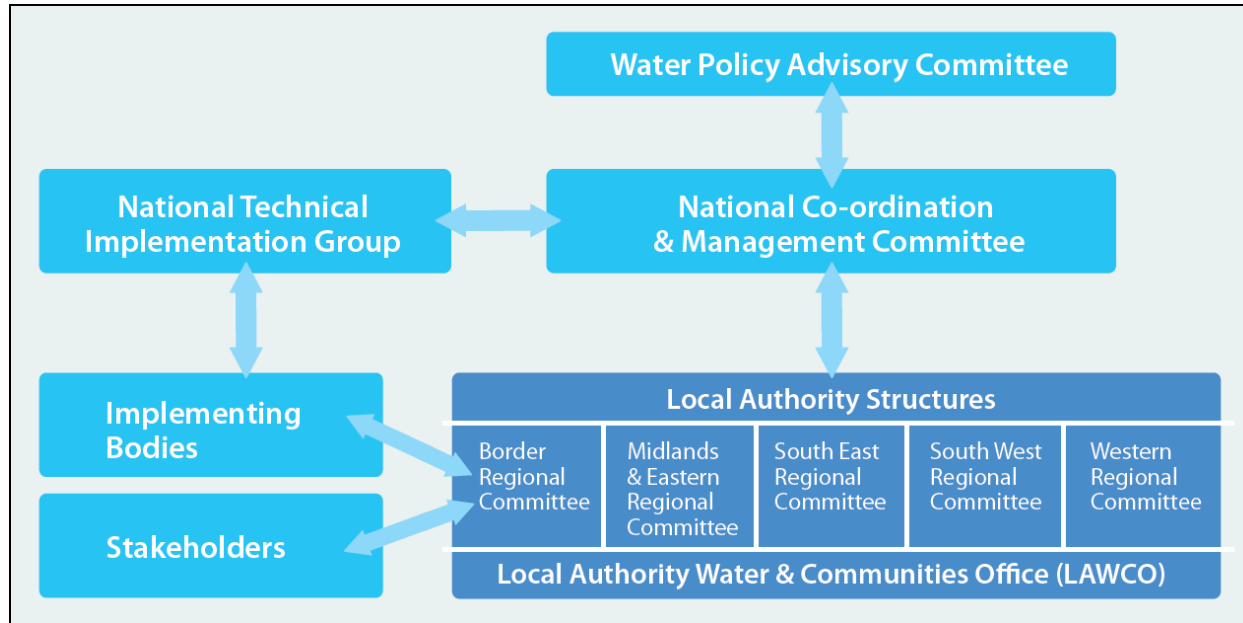 Water Policy Advisory Committee
National Technical
Implementation Group
National Co-ordination
& Management Committee
Implementing
Bodies
Stakeholders
Local Authority Structures
Border
Regional
Committee
Midlands
& Eastern
Regional
Committee
South East
Regional
Committee
South West
Regional
Committee
Western
Regional
Committee
Local Authority Water & Communities Office (LAWCO)